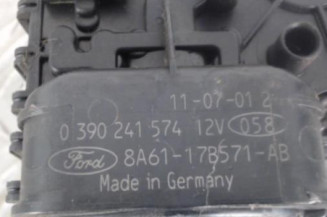 11-07-01 2
0 390 241 574 12V 058
Ford 8A61-17B571-AB
Made in Germany